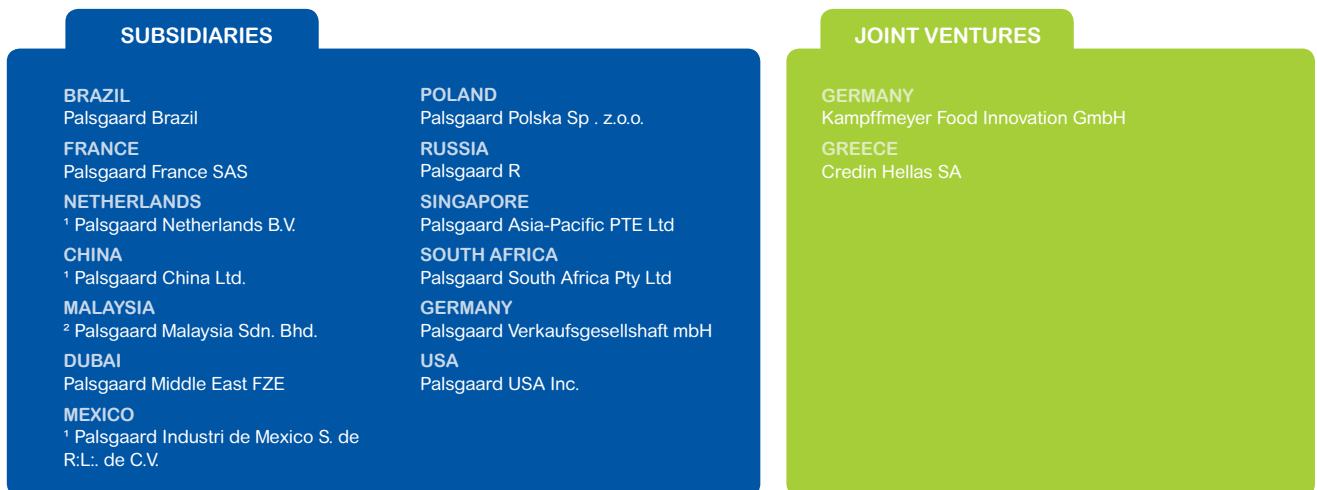 SUBSIDIARIES
BRAZIL
Palsgaard Brazil
FRANCE
Palsgaard France SAS
NETHERLANDS
¹ Palsgaard Netherlands B.V.
CHINA
¹ Palsgaard China Ltd.
MALAYSIA
² Palsgaard Malaysia Sdn. Bhd.
DUBAI
Palsgaard Middle East FZE
MEXICO
¹ Palsgaard Industri de Mexico S. de
R:L:. de C.V.
POLAND
Palsgaard Polska Sp . z.o.o.
RUSSIA
Palsgaard R
SINGAPORE
Palsgaard Asia-Pacific PTE Ltd
SOUTH AFRICA
Palsgaard South Africa Pty Ltd
GERMANY
Palsgaard Verkaufsgesellshaft mbH
USA
Palsgaard USA Inc.
JOINT VENTURES
GERMANY
Kampffmeyer Food Innovation GmbH
GREECE
Credin Hellas SA